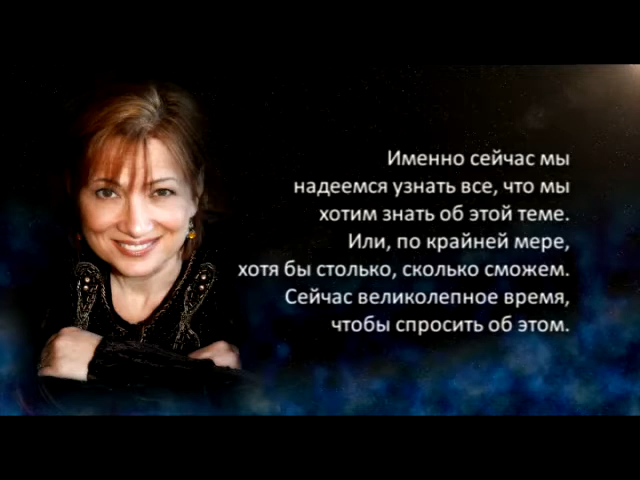 Именно сейчас мы
надеемся узнать все, что мы
хотим знать об этой теме.
Или, по крайней мере,
хотя бы столько, сколько сможем.
Сейчас великолепное время,
чтобы спросить об этом.